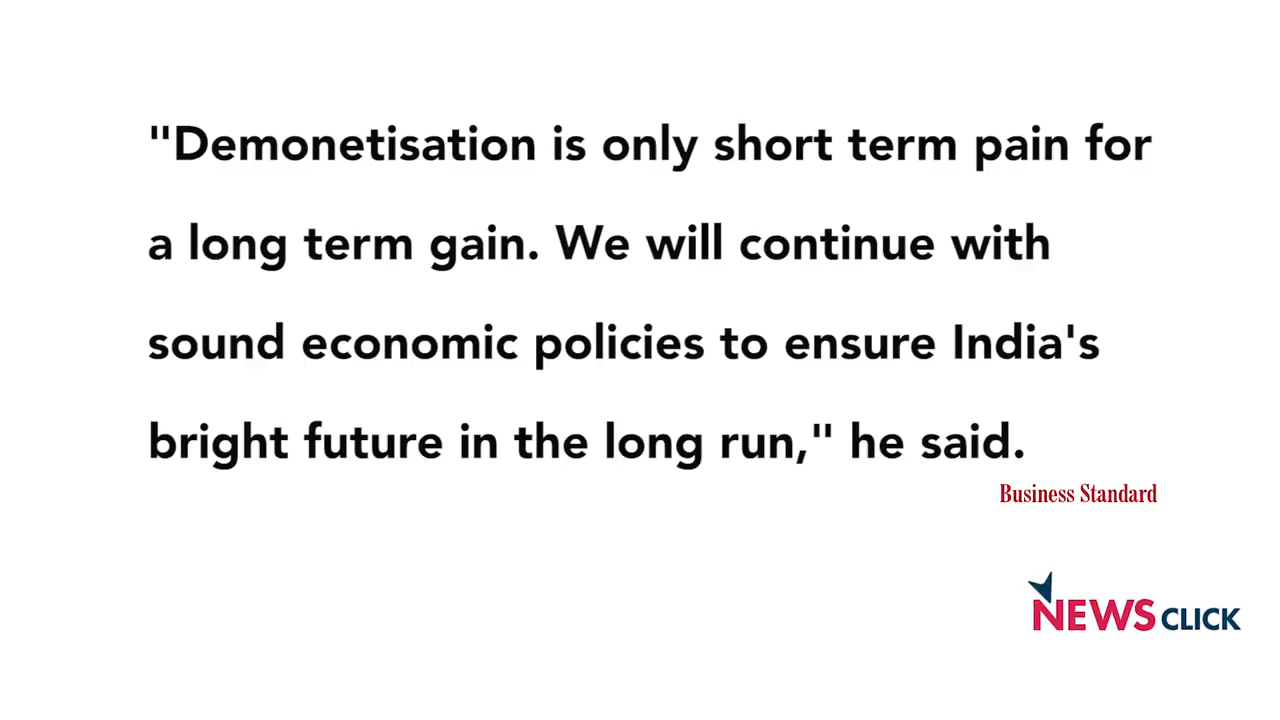 "Demonetisation is only short term pain for
a long term gain. We will continue with
sound economic policies to ensure India's
bright future in the long run," he said.
Business Standard
NEWS CLICK